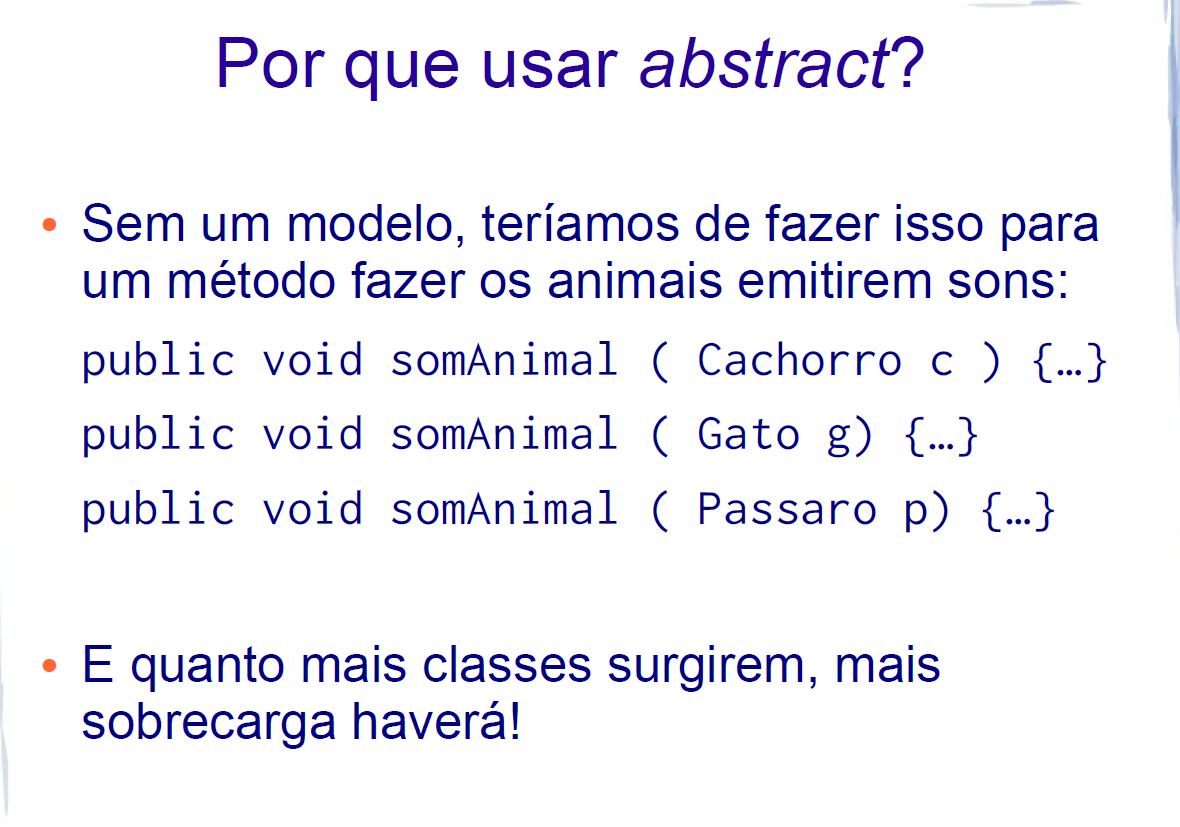 Por que usar abstract?
• Sem um modelo, teríamos de fazer isso para
um método fazer os animais emitirem sons:
public void somAnimal ( Cachorro c ) {…}
public void somAnimal ( Gato g) {…}
public void somAnimal ( Passaro p) {…}
• E quanto mais classes surgirem, mais
sobrecarga haverá!